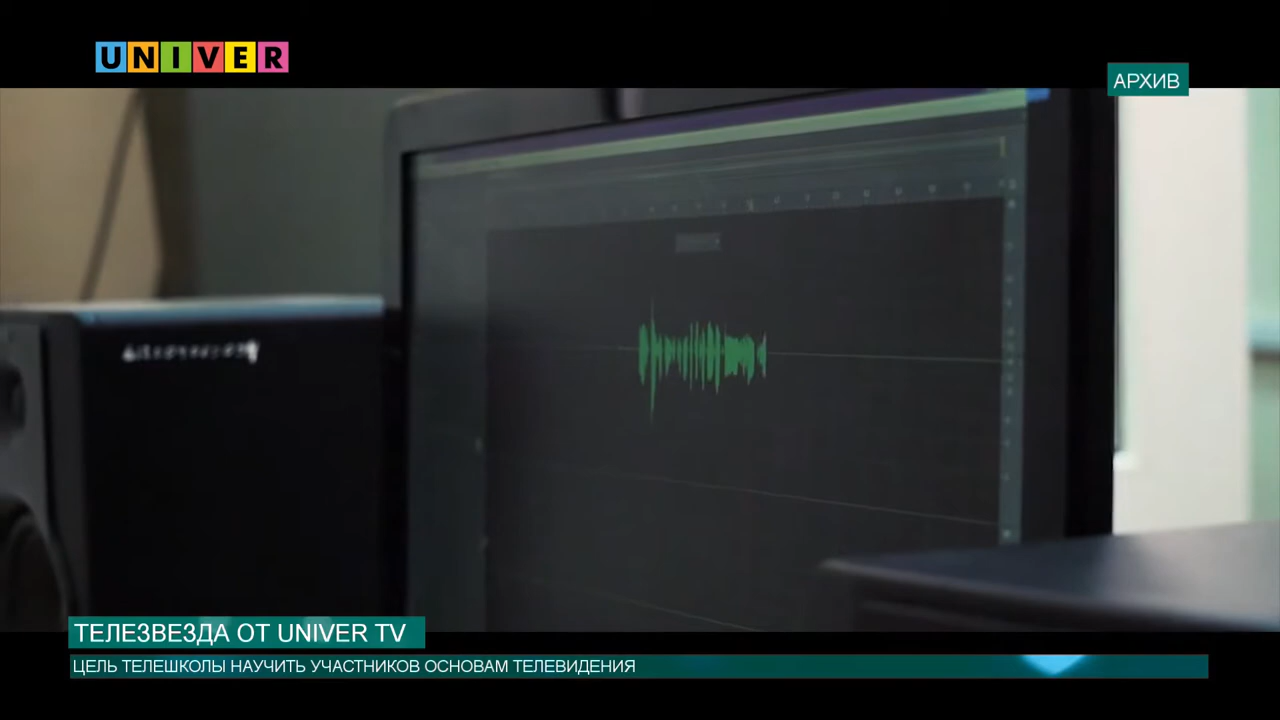 UNIVER
АРХИВ
ТЕЛЕЗВЕЗДА ОТ UNIVER TV
ЦЕЛЬ ТЕЛЕШКОЛЫ НАУЧИТЬ УЧАСТНИКОВ ОСНОВАМ ТЕЛЕВИДЕНИЯ